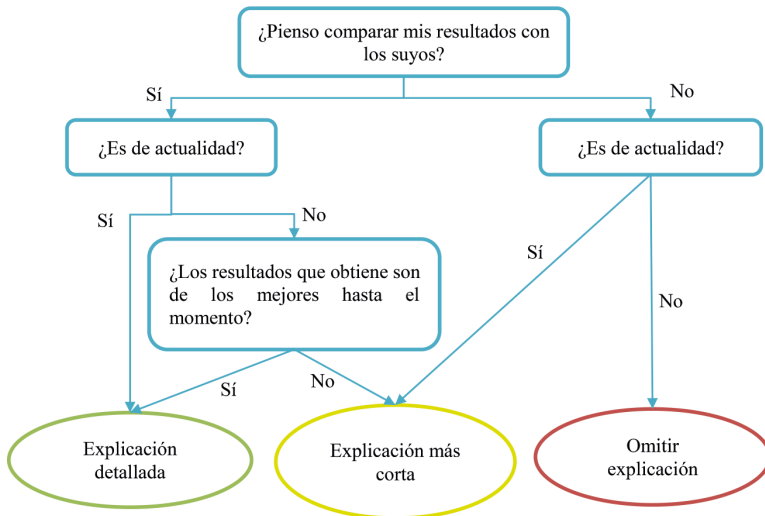 ¿Pienso comparar mis resultados con
los suyos?
Sí
No
¿Es de actualidad?
¿Es de actualidad?
Sí
No
¿Los resultados que obtiene son
de los mejores hasta el
momento?
Sí
No
Sí
No
Explicación
detallada
Explicación más
corta
Omitir
explicación